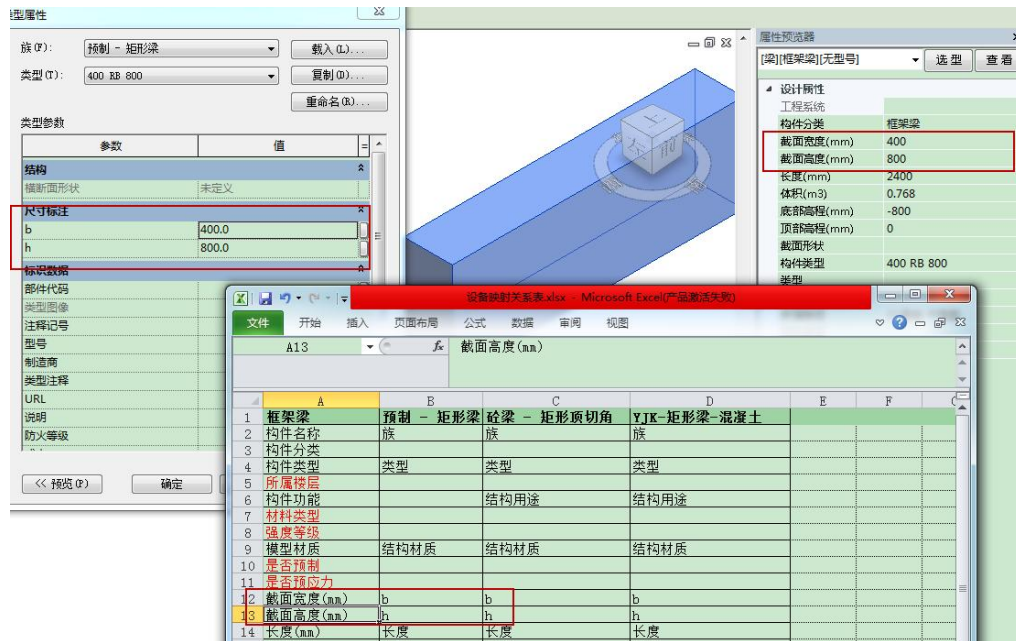 类型属性
族(F): 预制 - 矩形梁 载入(L)...
类型(T): 400 RB 800 复制(D)...
重命名(R)...
类型参数
参数 值 =
结构
横断面形状 未定义
尺寸标注
b 400.0
h 800.0
标识数据
部件代码
类型图像
注释记号
型号
制造商
类型注释
URL
说明
防火等级
<< 预览(P) 确定
上
左 前
属性预览器
[梁][框架梁][无型号] 选型 查看
设计属性
工程系统
构件分类 框架梁
截面宽度(mm) 400
截面高度(mm) 800
长度(mm) 2400
体积(m3) 0.768
底部高程(mm) -800
顶部高程(mm) 0
截面形状
构件类型 400 RB 800
类型
设备映射关系表.xlsx - Microsoft Excel(产品激活失败)
文件 开始 插入 页面布局 公式 数据 审阅 视图
A13 fx 截面高度(mm)
A B C D E F
1 框架梁 预制 - 矩形梁 砼梁 - 矩形顶切角 YJK-矩形梁-混凝土
2 构件名称 族 族 族
3 构件分类
4 构件类型 类型 类型 类型
5 所属楼层
6 构件功能 结构用途 结构用途
7 材料类型
8 强度等级
9 模型材质 结构材质 结构材质 结构材质
10 是否预制
11 是否预应力
12 截面宽度(mm) b b b
13 截面高度(mm) h h h
14 长度(mm) 长度 长度 长度